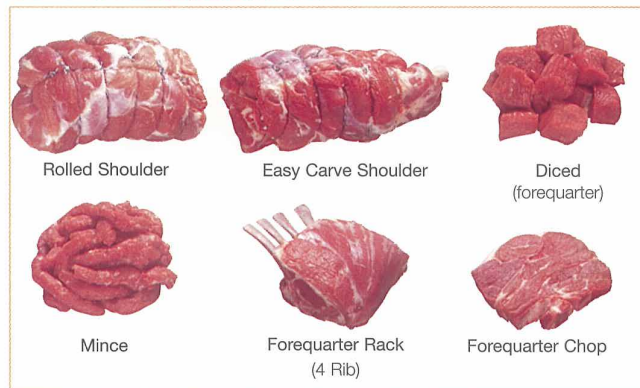 Rolled Shoulder
Easy Carve Shoulder
Diced
(forequarter)
Mince
Forequarter Rack
(4 Rib)
Forequarter Chop